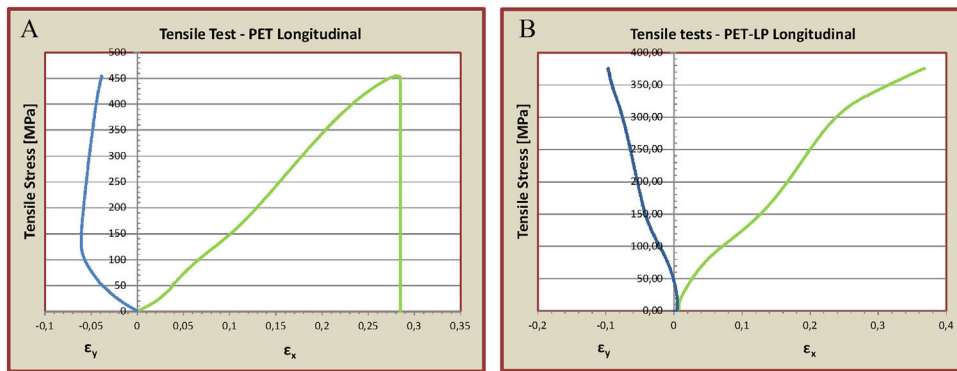 A
Tensile Test - PET Longitudinal
Tensile Stress [MPa]
500
450
400
350
300
250
200
150
100
50
0
-0,1 -0,05 0 0,05 0,1 0,15 0,2 0,25 0,3 0,35
εy εx
B
Tensile tests - PET-LP Longitudinal
Tensile Stress [MPa]
400,00
350,00
300,00
250,00
200,00
150,00
100,00
50,00
0,00
-0,2 -0,1 0 0,1 0,2 0,3 0,4
εy εx